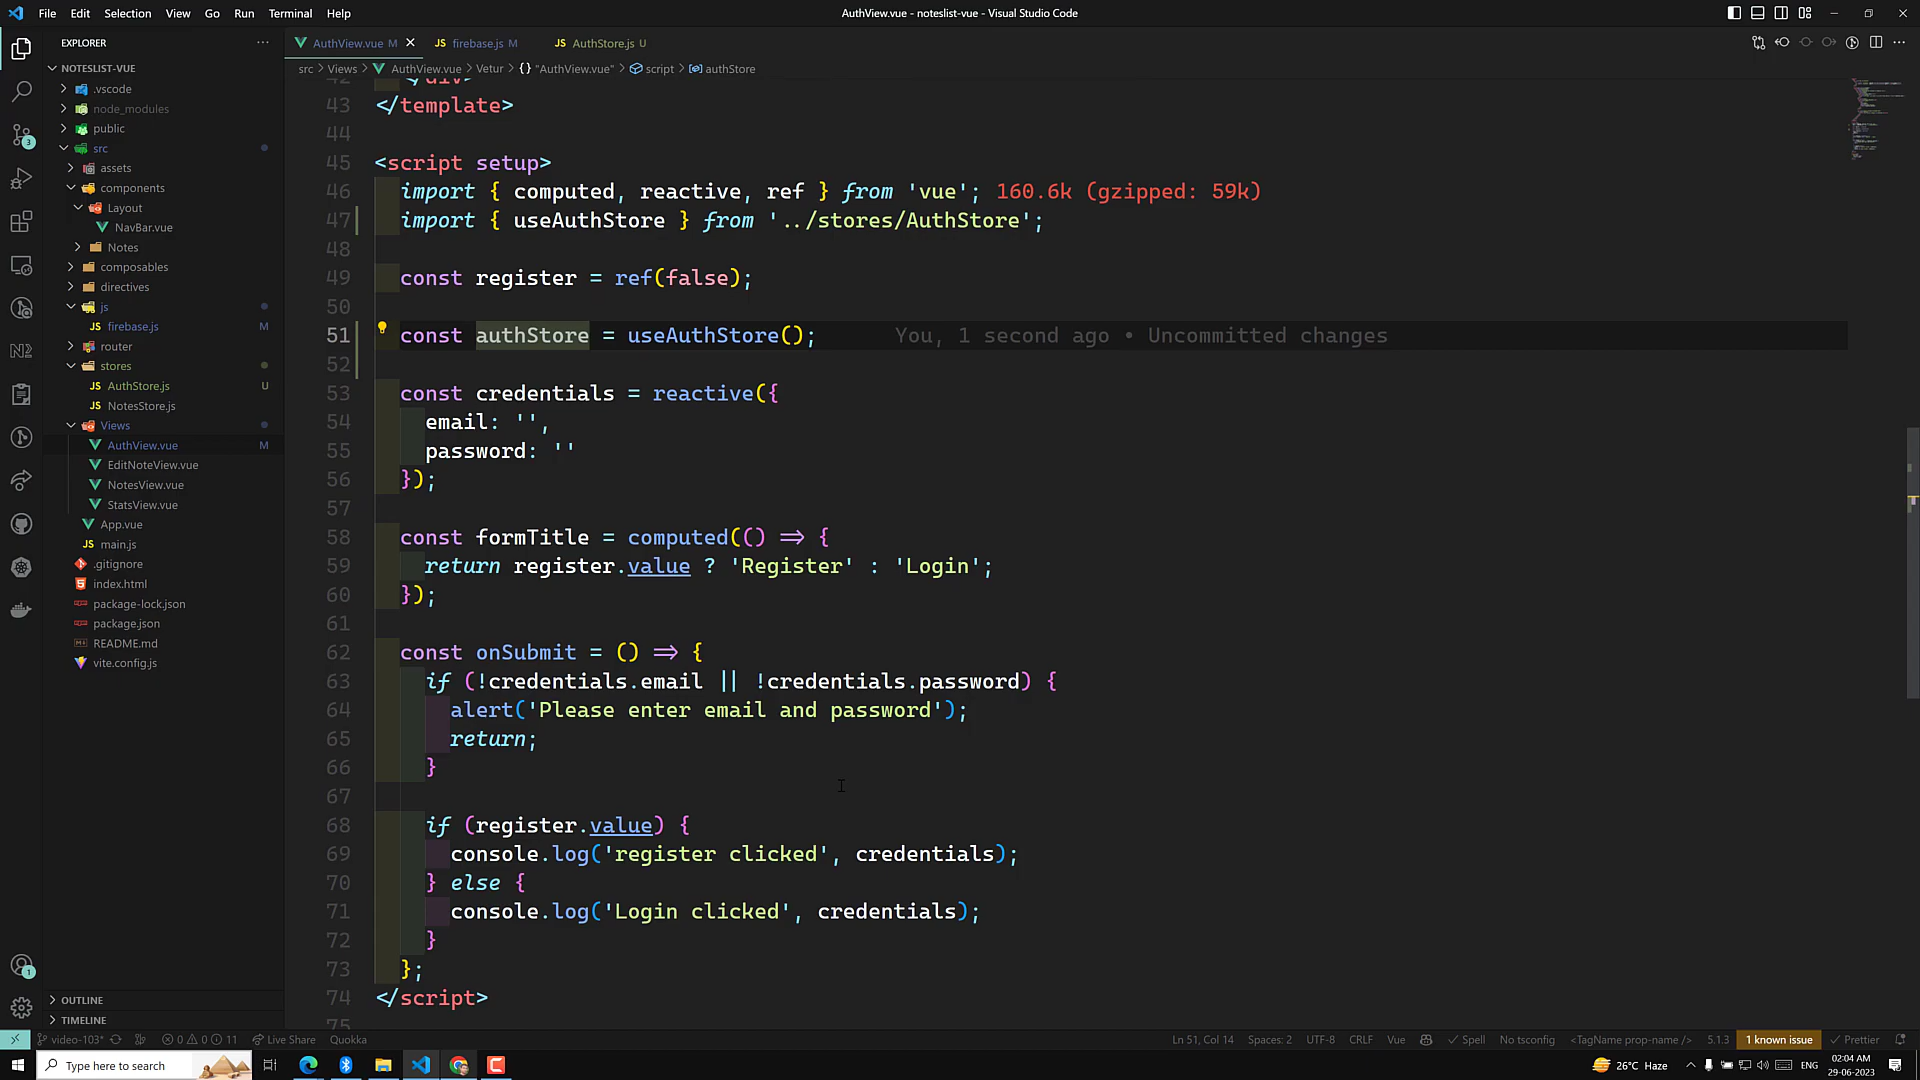 File Edit Selection View Go Run Terminal Help
AuthView.vue - noteslist-vue - Visual Studio Code
EXPLORER
NOTESLIST-VUE
.vscode
node_modules
public
src
assets
components
Layout
NavBar.vue
Notes
composables
directives
js
firebase.js M
router
stores
AuthStore.js U
NotesStore.js
Views
AuthView.vue M
EditNoteView.vue
NotesView.vue
StatsView.vue
App.vue
main.js
.gitignore
index.html
package-lock.json
package.json
README.md
vite.config.js
OUTLINE
TIMELINE
AuthView.vue M firebase.js M AuthStore.js U
src > Views > AuthView.vue > Vetur > {} "AuthView.vue" > script > authStore
42 </div>
43 </template>
44
45 <script setup>
46 import { computed, reactive, ref } from 'vue'; 160.6k (gzipped: 59k)
47 import { useAuthStore } from '../stores/AuthStore';
48
49 const register = ref(false);
50
51 const authStore = useAuthStore(); You, 1 second ago • Uncommitted changes
52
53 const credentials = reactive({
54 email: '',
55 password: ''
56 });
57
58 const formTitle = computed(() => {
59 return register.value ? 'Register' : 'Login';
60 });
61
62 const onSubmit = () => {
63 if (!credentials.email || !credentials.password) {
64 alert('Please enter email and password');
65 return;
66 }
67
68 if (register.value) {
69 console.log('register clicked', credentials);
70 } else {
71 console.log('Login clicked', credentials);
72 }
73 };
74 </script>
75
video-103* 0 0 11 Live Share Quokka Ln 51, Col 14 Spaces: 2 UTF-8 CRLF Vue Spell No tsconfig <TagName prop-name /> 5.1.3 1 known issue Prettier
Type here to search 26°C Haze ENG 02:04 AM
29-06-2023